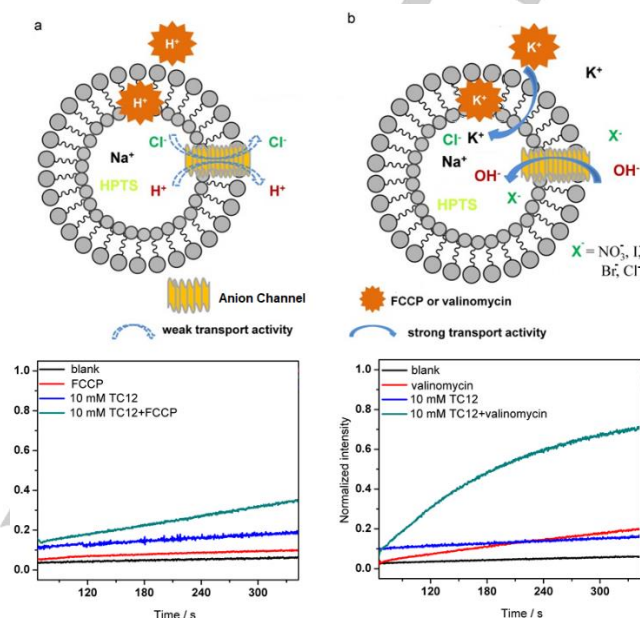 a
H⁺
H⁺
Cl⁻
Cl⁻
Na⁺
HPTS
H⁺
H⁺
b
K⁺
K⁺
K⁺
Cl⁻
K⁺
X⁻
Na⁺
OH⁻
OH⁻
HPTS
X⁻
X⁻ = NO₃⁻, I⁻,
Br⁻, Cl⁻
Anion Channel
FCCP or valinomycin
weak transport activity
strong transport activity
1.0
0.8
0.6
0.4
0.2
0.0
blank
FCCP
10 mM TC12
10 mM TC12+FCCP
120
180
240
300
Time / s
Normalized intensity
1.0
0.8
0.6
0.4
0.2
0.0
blank
valinomycin
10 mM TC12
10 mM TC12+valinomycin
120
180
240
300
Time / s